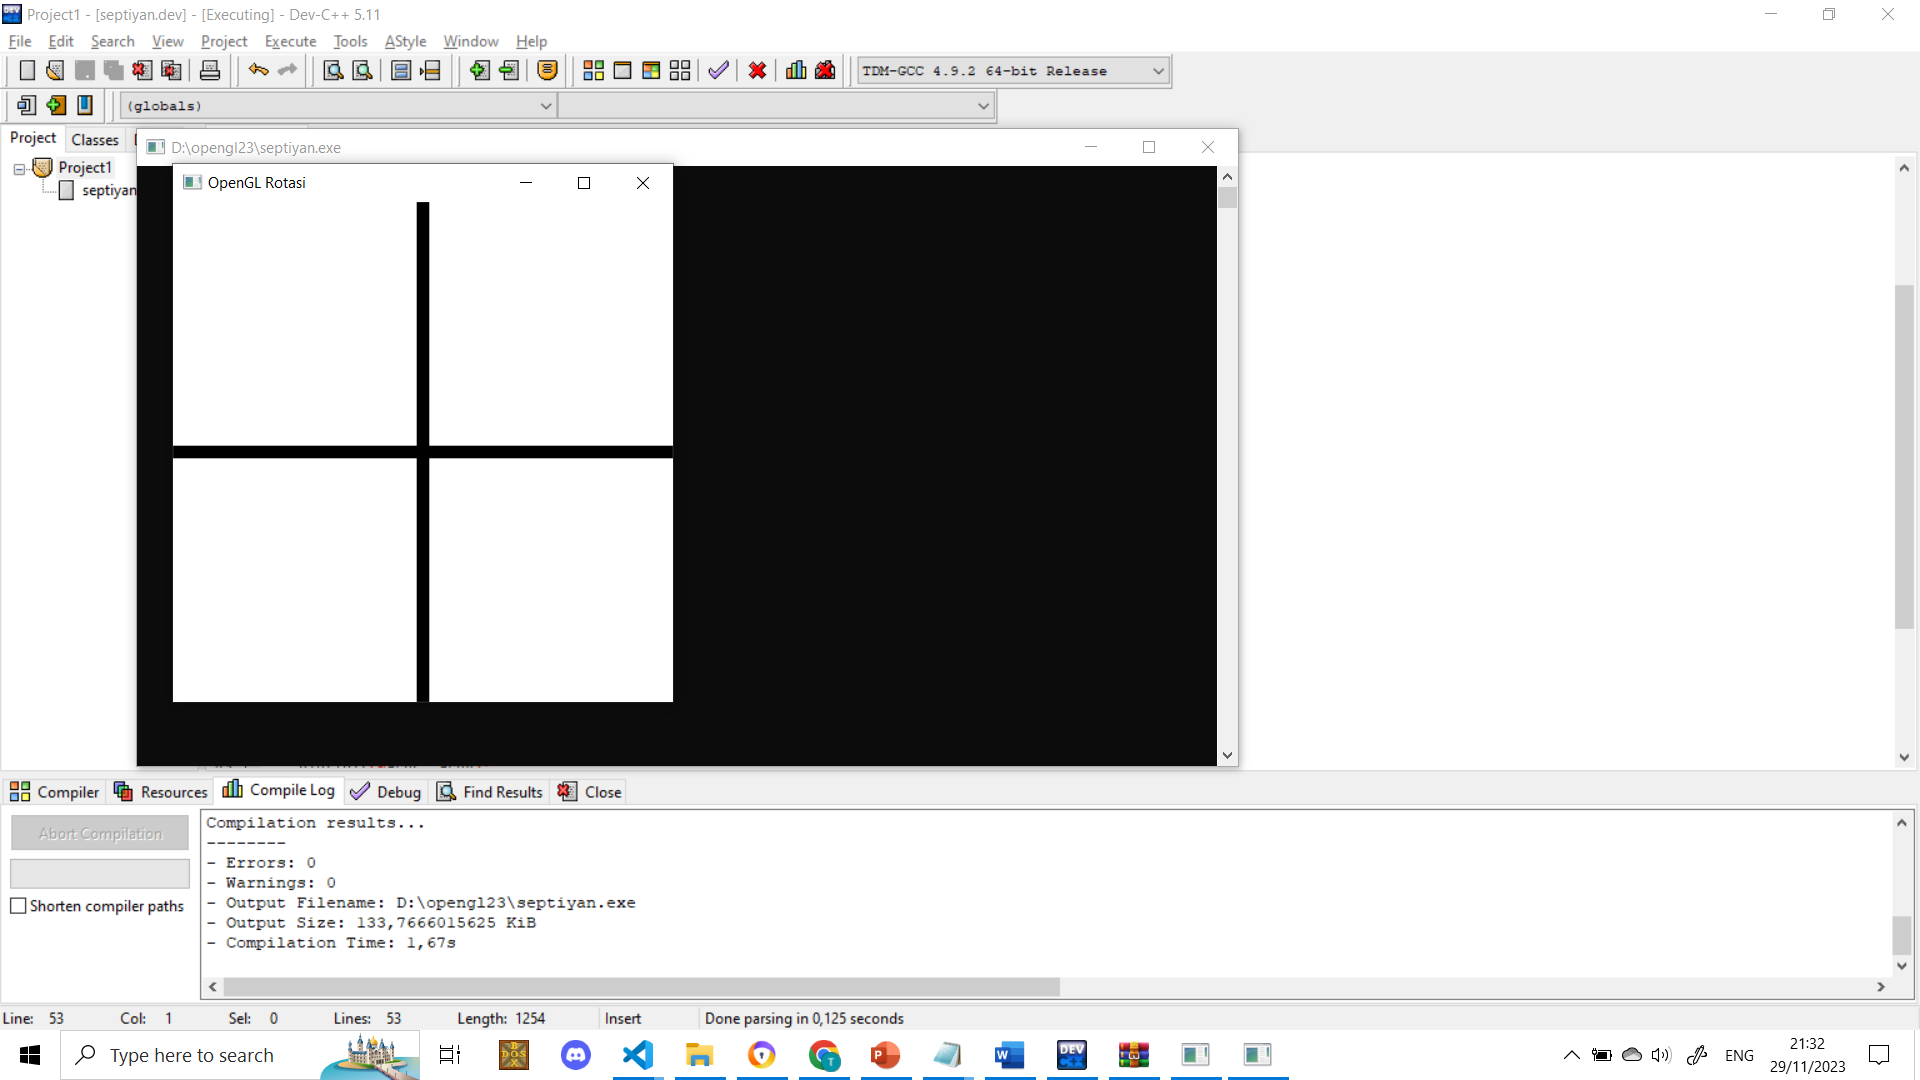 Project1 - [septiyan.dev] - [Executing] - Dev-C++ 5.11
File Edit Search View Project Execute Tools AStyle Window Help
TDM-GCC 4.9.2 64-bit Release
(globals)
Project Classes
D:\opengl23\septiyan.exe
Project1
septiyan
OpenGL Rotasi
Compiler Resources Compile Log Debug Find Results Close
Abort Compilation
Shorten compiler paths
Compilation results...
--------
- Errors: 0
- Warnings: 0
- Output Filename: D:\opengl23\septiyan.exe
- Output Size: 133,7666015625 KiB
- Compilation Time: 1,67s
Line: 53 Col: 1 Sel: 0 Lines: 53 Length: 1254 Insert Done parsing in 0,125 seconds
Type here to search
ENG
21:32
29/11/2023